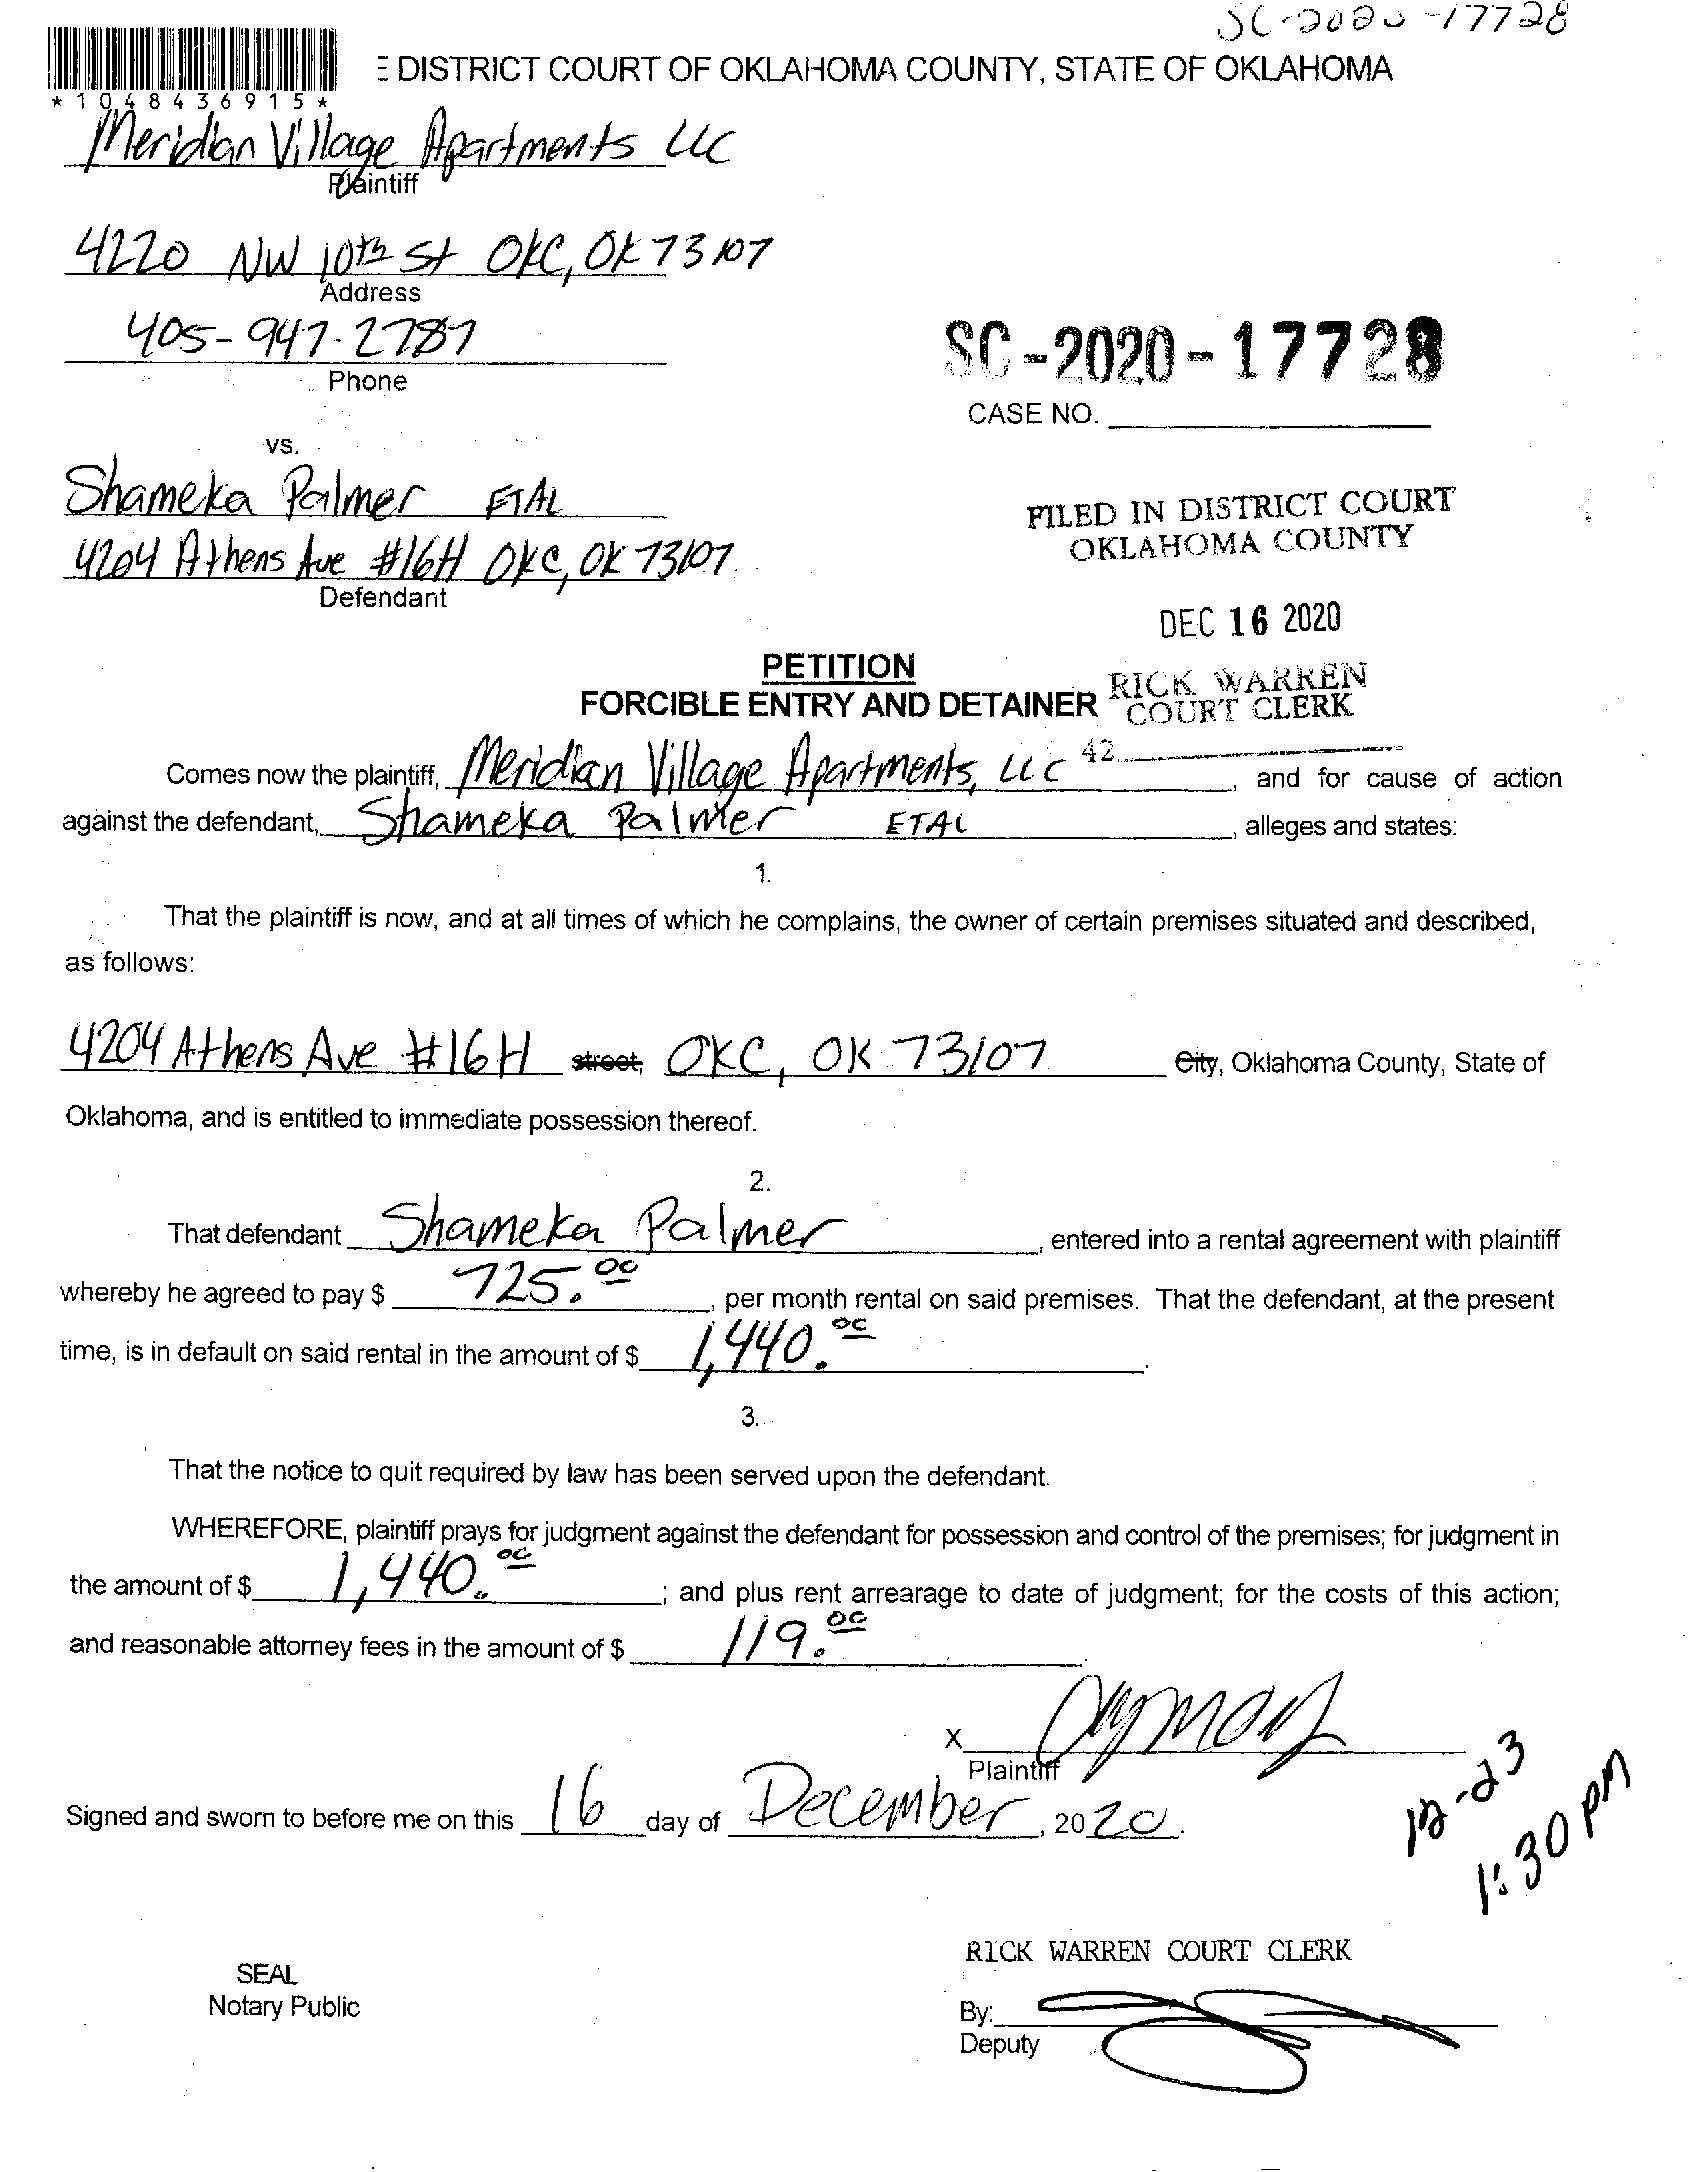 SC-2020-17728
E DISTRICT COURT OF OKLAHOMA COUNTY, STATE OF OKLAHOMA
*1048436915*
Meridian Village Apartments LLC
Plaintiff
4220 NW 10th St OKC, OK 73107
Address
405-947-2787
Phone
SC-2020-17728
CASE NO.
vs.
Shameka Palmer ETAL
4204 Athens Ave #16H OKC, OK 73107
Defendant
FILED IN DISTRICT COURT
OKLAHOMA COUNTY
DEC 16 2020
RICK WARREN
COURT CLERK
42
PETITION
FORCIBLE ENTRY AND DETAINER
Comes now the plaintiff, Meridian Village Apartments, LLC, and for cause of action
against the defendant, Shameka Palmer ETAL, alleges and states:
1.
That the plaintiff is now, and at all times of which he complains, the owner of certain premises situated and described,
as follows:
4204 Athens Ave #16H street, OKC, OK 73107 City, Oklahoma County, State of
Oklahoma, and is entitled to immediate possession thereof.
2.
That defendant Shameka Palmer, entered into a rental agreement with plaintiff
whereby he agreed to pay $ 725.00, per month rental on said premises. That the defendant, at the present
time, is in default on said rental in the amount of $ 1,440.00.
3.
That the notice to quit required by law has been served upon the defendant.
WHEREFORE, plaintiff prays for judgment against the defendant for possession and control of the premises; for judgment in
the amount of $ 1,440.00; and plus rent arrearage to date of judgment; for the costs of this action;
and reasonable attorney fees in the amount of $ 119.00.
X
Plaintiff
Signed and sworn to before me on this 16 day of December, 2020.
12-23
1:30 PM
RICK WARREN COURT CLERK
SEAL
Notary Public
By:
Deputy